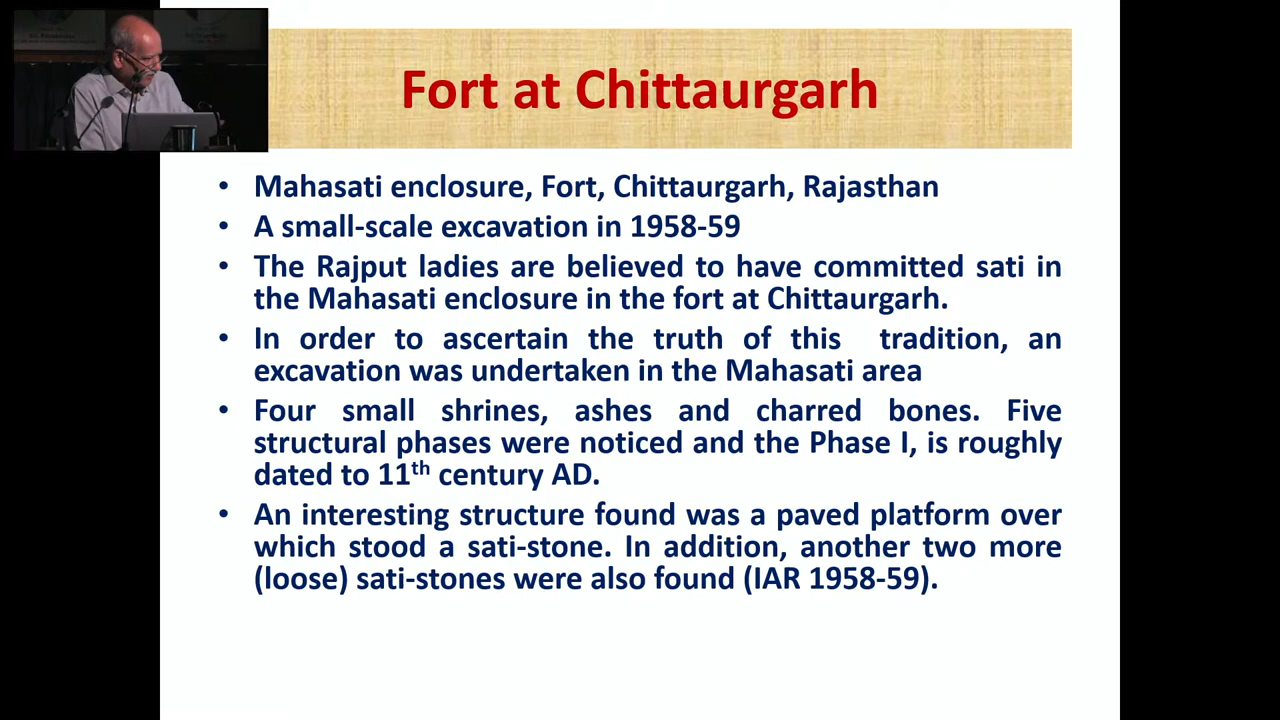 Fort at Chittaurgarh
• Mahasati enclosure, Fort, Chittaurgarh, Rajasthan
• A small-scale excavation in 1958-59
• The Rajput ladies are believed to have committed sati in
the Mahasati enclosure in the fort at Chittaurgarh.
• In order to ascertain the truth of this tradition, an
excavation was undertaken in the Mahasati area
• Four small shrines, ashes and charred bones. Five
structural phases were noticed and the Phase I, is roughly
dated to 11th century AD.
• An interesting structure found was a paved platform over
which stood a sati-stone. In addition, another two more
(loose) sati-stones were also found (IAR 1958-59).